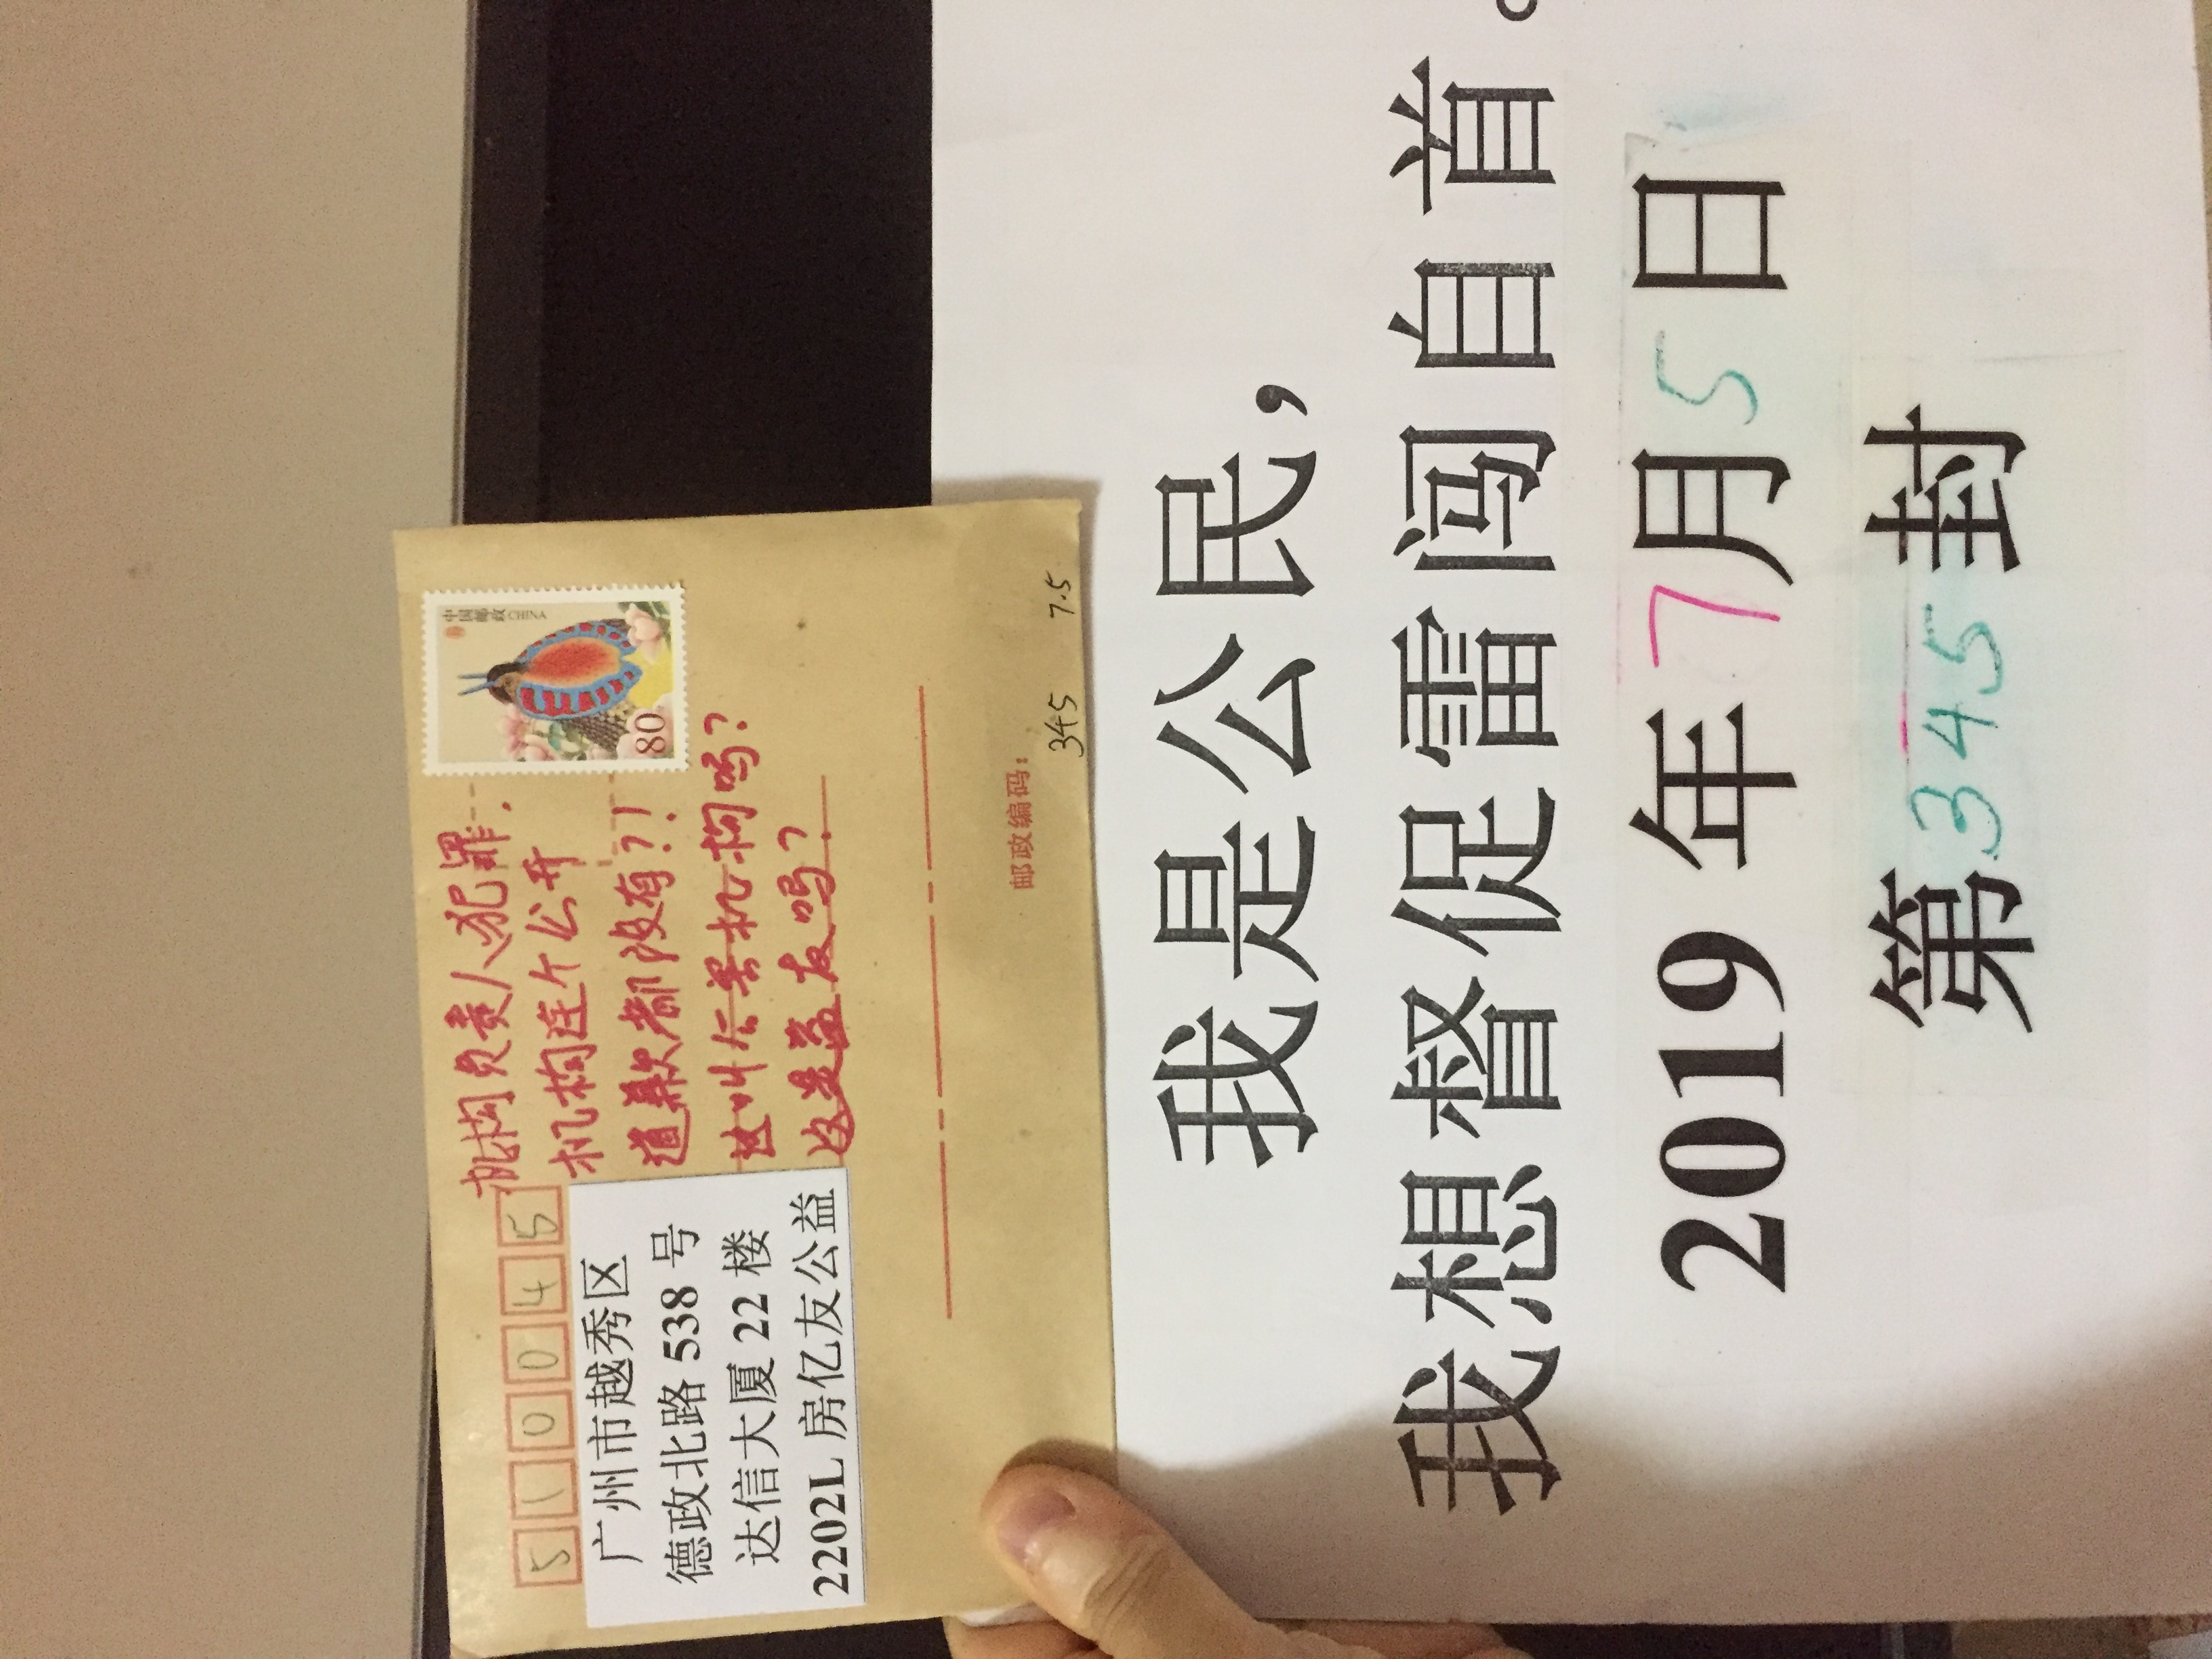 510045
广州市越秀区
德政北路 538 号
达信大厦 22 楼
2202L 房亿友公益
机构负责人犯罪.
机构连个公开
道歉都没有?!
这叫公益机构吗?
这是益友吗?
中国邮政 CHINA
80
邮政编码:
345 7.5
我是公民,
我想督促雷闯自首。
2019 年 7 月 5 日
第 345 封